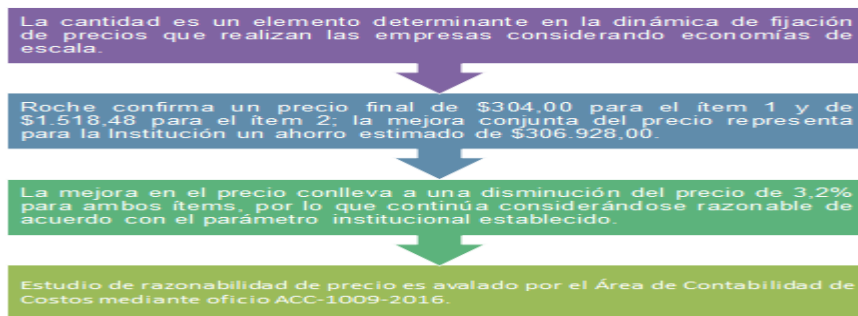 La cantidad es un elemento determinante en la dinámica de fijación
de precios que realizan las empresas considerando economías de
escala.
Roche confirma un precio final de $304,00 para el ítem 1 y de
$1.518,48 para el ítem 2; la mejora conjunta del precio representa
para la Institución un ahorro estimado de $306.928,00.
La mejora en el precio conlleva a una disminución del precio de 3,2%
para ambos ítems, por lo que continúa considerándose razonable de
acuerdo con el parámetro institucional establecido.
Estudio de razonabilidad de precio es avalado por el Área de Contabilidad de
Costos mediante oficio ACC-1009-2016.